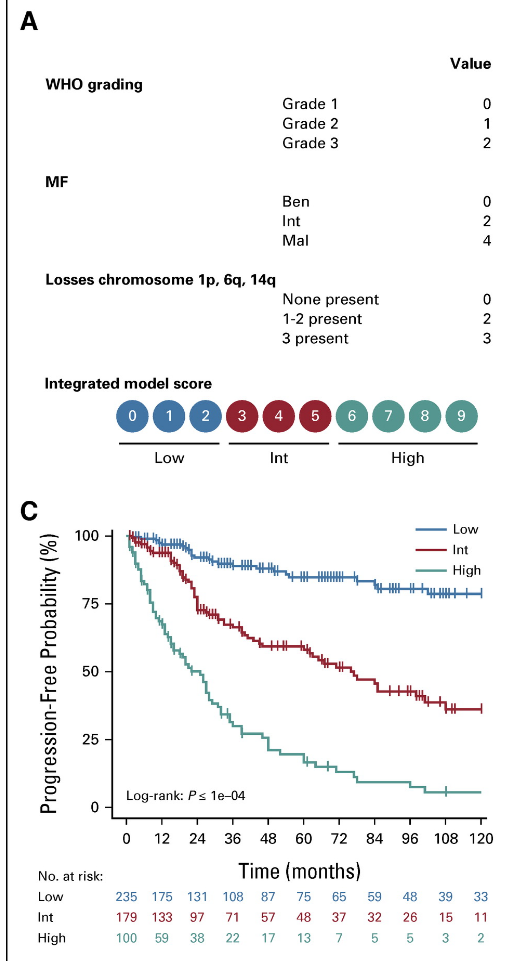 A
Value
WHO grading
Grade 1 0
Grade 2 1
Grade 3 2
MF
Ben 0
Int 2
Mal 4
Losses chromosome 1p, 6q, 14q
None present 0
1-2 present 2
3 present 3
Integrated model score
0 1 2 3 4 5 6 7 8 9
Low Int High
C
Progression-Free Probability (%)
100
75
50
25
0
Low
Int
High
Log-rank: P ≤ 1e–04
0 12 24 36 48 60 72 84 96 108 120
Time (months)
No. at risk:
Low 235 175 131 108 87 75 65 59 48 39 33
Int 179 133 97 71 57 48 37 32 26 15 11
High 100 59 38 22 17 13 7 5 5 3 2